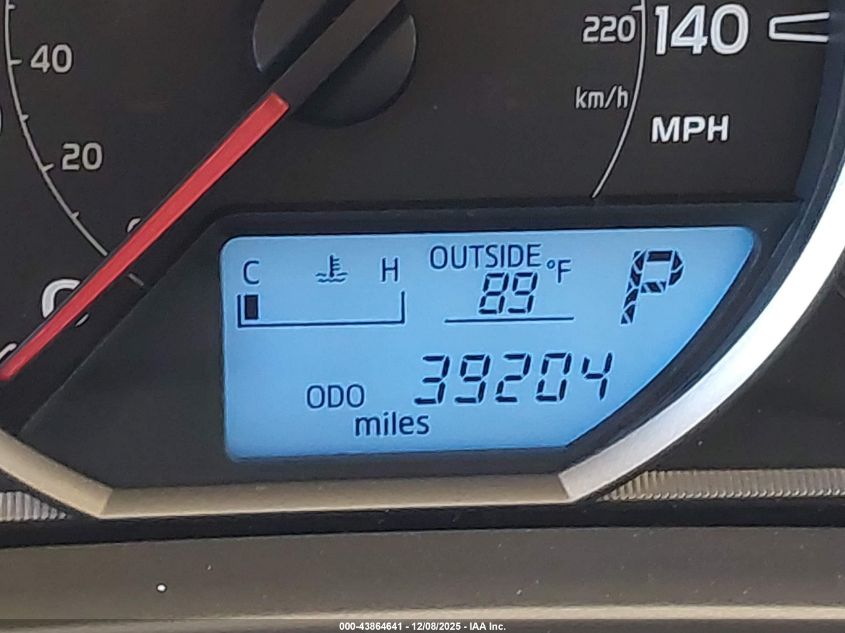 220 140
40
km/h
MPH
20
OUTSIDE
C H 89 °F P
ODO 39204
miles
000-43864641 - 12/08/2025 - IAA Inc.